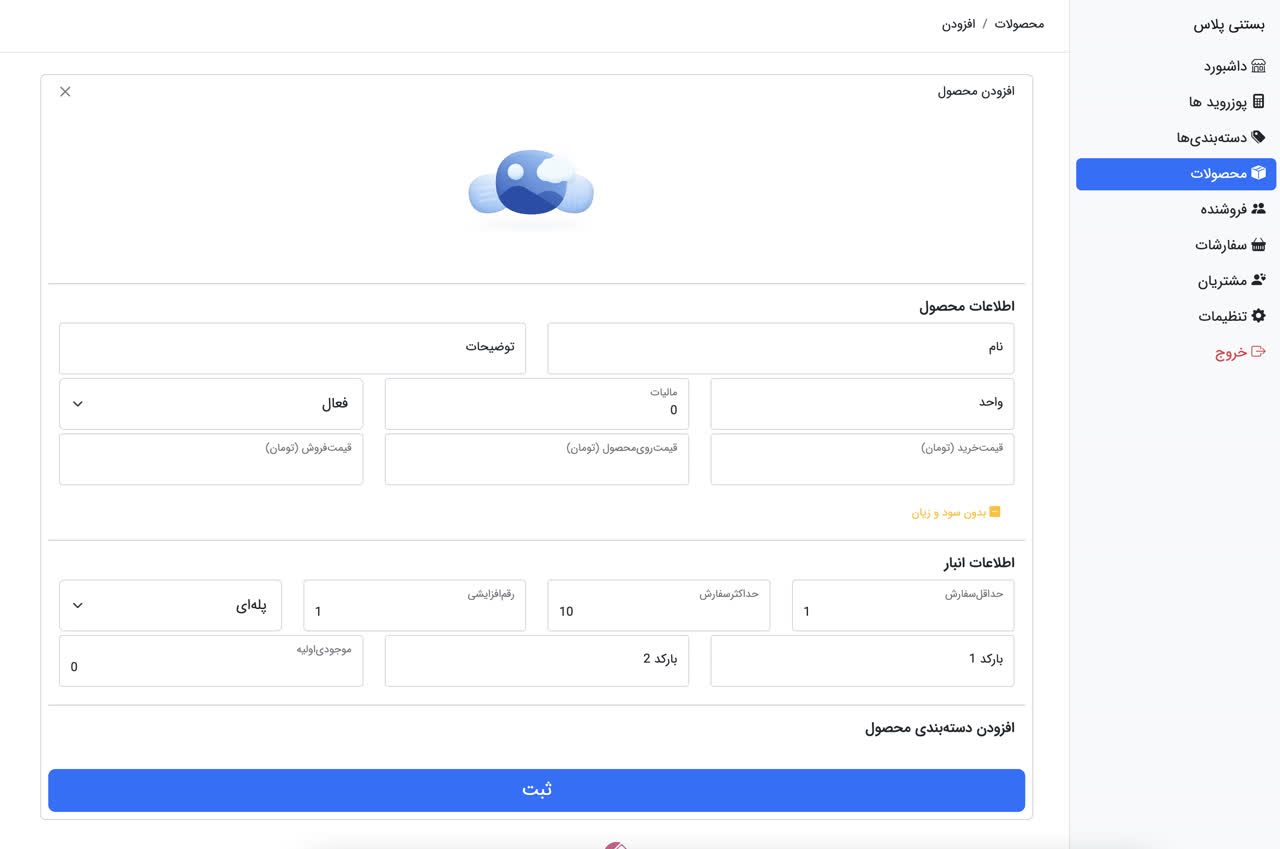 بستنی پلاس
داشبورد
پوزروید ها
دسته‌بندی‌ها
محصولات
فروشنده
سفارشات
مشتریان
تنظیمات
خروج
محصولات / افزودن
افزودن محصول
اطلاعات محصول
نام
توضیحات
واحد
مالیات
0
فعال
قیمت‌خرید (تومان)
قیمت‌روی‌محصول (تومان)
قیمت‌فروش (تومان)
بدون سود و زیان
اطلاعات انبار
حداقل‌سفارش
1
حداکثرسفارش
10
رقم‌افزایشی
1
پله‌ای
بارکد 1
بارکد 2
موجودی‌اولیه
0
افزودن دسته‌بندی محصول
ثبت